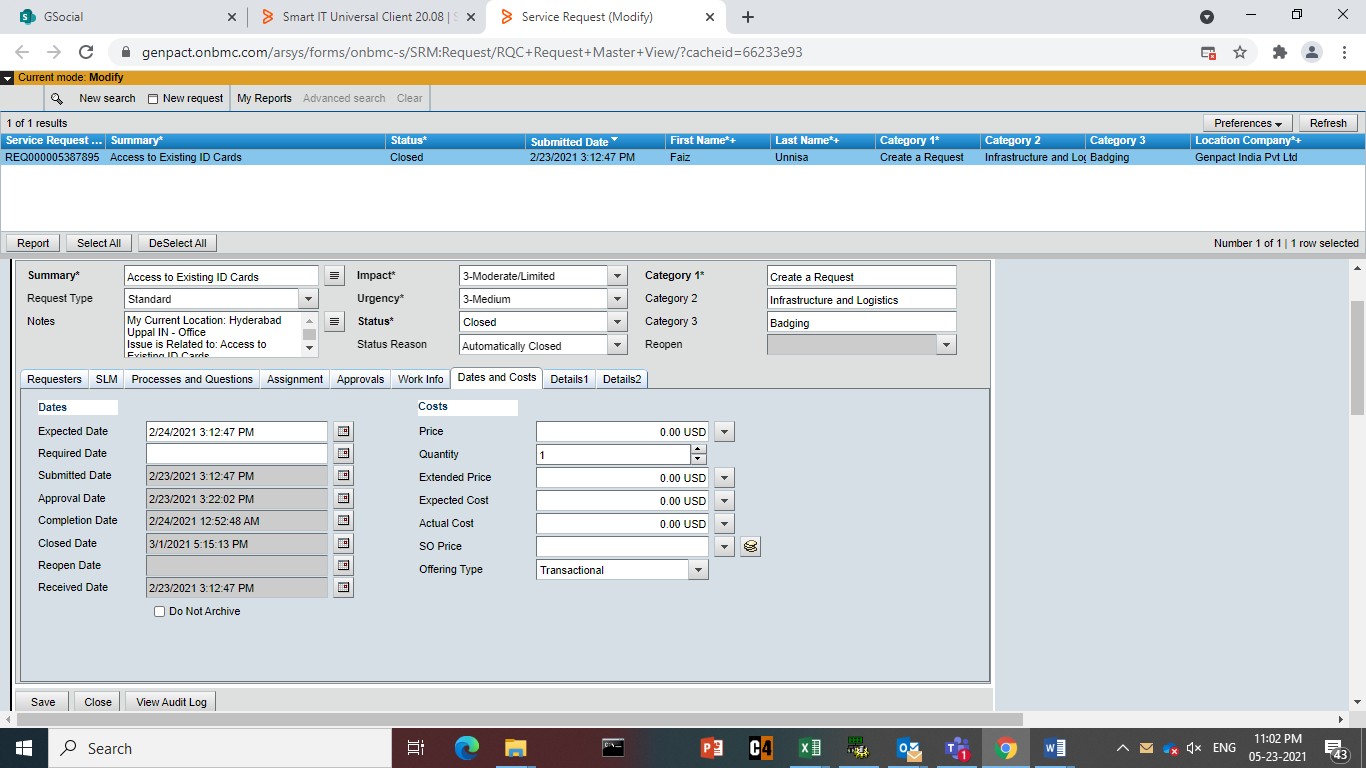 GSocial
Smart IT Universal Client 20.08 | S
Service Request (Modify)
genpact.onbmc.com/arsys/forms/onbmc-s/SRM:Request/RQC+Request+Master+View/?cacheid=66233e93
Current mode: Modify
New search New request My Reports Advanced search Clear
1 of 1 results Preferences Refresh
Service Request ... Summary* Status* Submitted Date First Name*+ Last Name*+ Category 1* Category 2 Category 3 Location Company*+
REQ000005387895 Access to Existing ID Cards Closed 2/23/2021 3:12:47 PM Faiz Unnisa Create a Request Infrastructure and Log Badging Genpact India Pvt Ltd
Report Select All DeSelect All Number 1 of 1 | 1 row selected
Summary* Access to Existing ID Cards Impact* 3-Moderate/Limited Category 1* Create a Request
Request Type Standard Urgency* 3-Medium Category 2 Infrastructure and Logistics
Notes My Current Location: Hyderabad Status* Closed Category 3 Badging
Uppal IN - Office
Issue is Related to: Access to Status Reason Automatically Closed Reopen
Existing ID Cards
Requesters SLM Processes and Questions Assignment Approvals Work Info Dates and Costs Details1 Details2
Dates Costs
Expected Date 2/24/2021 3:12:47 PM Price 0.00 USD
Required Date Quantity 1
Submitted Date 2/23/2021 3:12:47 PM Extended Price 0.00 USD
Approval Date 2/23/2021 3:22:02 PM Expected Cost 0.00 USD
Completion Date 2/24/2021 12:52:48 AM Actual Cost 0.00 USD
Closed Date 3/1/2021 5:15:13 PM SO Price
Reopen Date Offering Type Transactional
Received Date 2/23/2021 3:12:47 PM
Do Not Archive
Save Close View Audit Log
Search
ENG
11:02 PM
05-23-2021
43
1